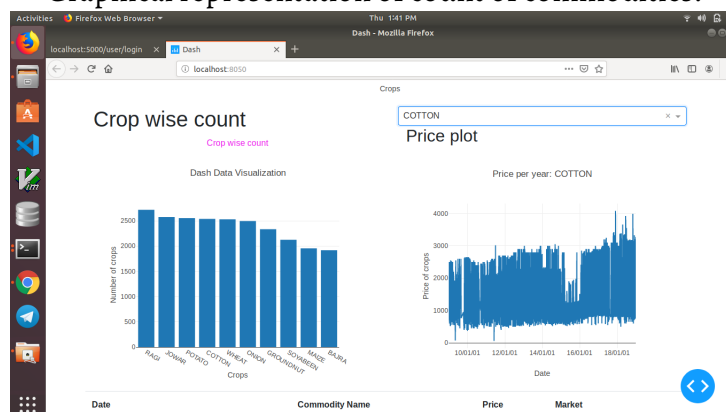 Graphical representation of count of commodities.
Activities Firefox Web Browser Thu 1:41 PM
Dash - Mozilla Firefox
localhost:5000/user/login × Dash × +
localhost:8050
Crops
Crop wise count
COTTON
Price plot
Crop wise count
Dash Data Visualization
Price per year: COTTON
Number of crops
2500
2000
1500
1000
500
0
RAGI JOWAR POTATO COTTON WHEAT ONION GROUNDNUT SOYABEEN MAIZE BAJRA
Crops
Price of crops
4000
3000
2000
1000
0
10/01/01 12/01/01 14/01/01 16/01/01 18/01/01
Date
Date Commodity Name Price Market